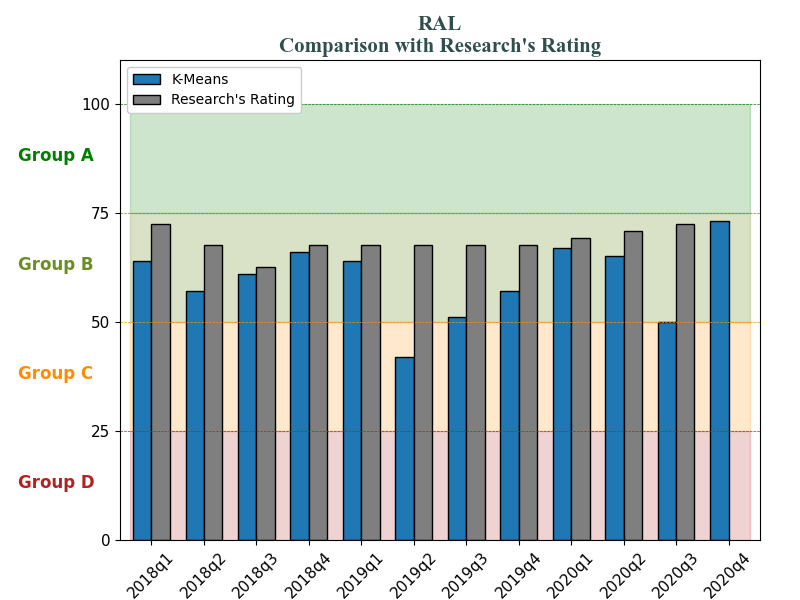 RAL
Comparison with Research's Rating
K-Means
Research's Rating
100
Group A
75
Group B
50
Group C
25
Group D
0
2018q1
2018q2
2018q3
2018q4
2019q1
2019q2
2019q3
2019q4
2020q1
2020q2
2020q3
2020q4